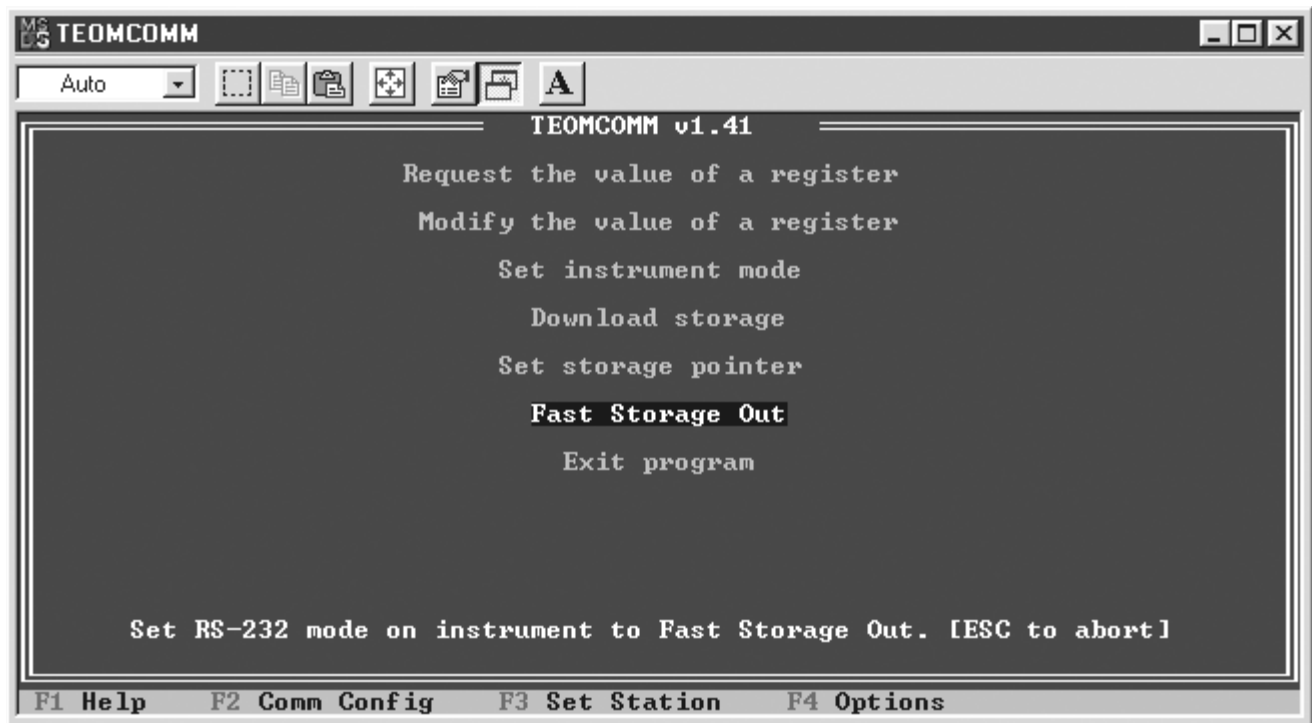 TEOMCOMM
Auto
A
TEOMCOMM v1.41
Request the value of a register
Modify the value of a register
Set instrument mode
Download storage
Set storage pointer
Fast Storage Out
Exit program
Set RS-232 mode on instrument to Fast Storage Out. [ESC to abort]
F1 Help F2 Comm Config F3 Set Station F4 Options